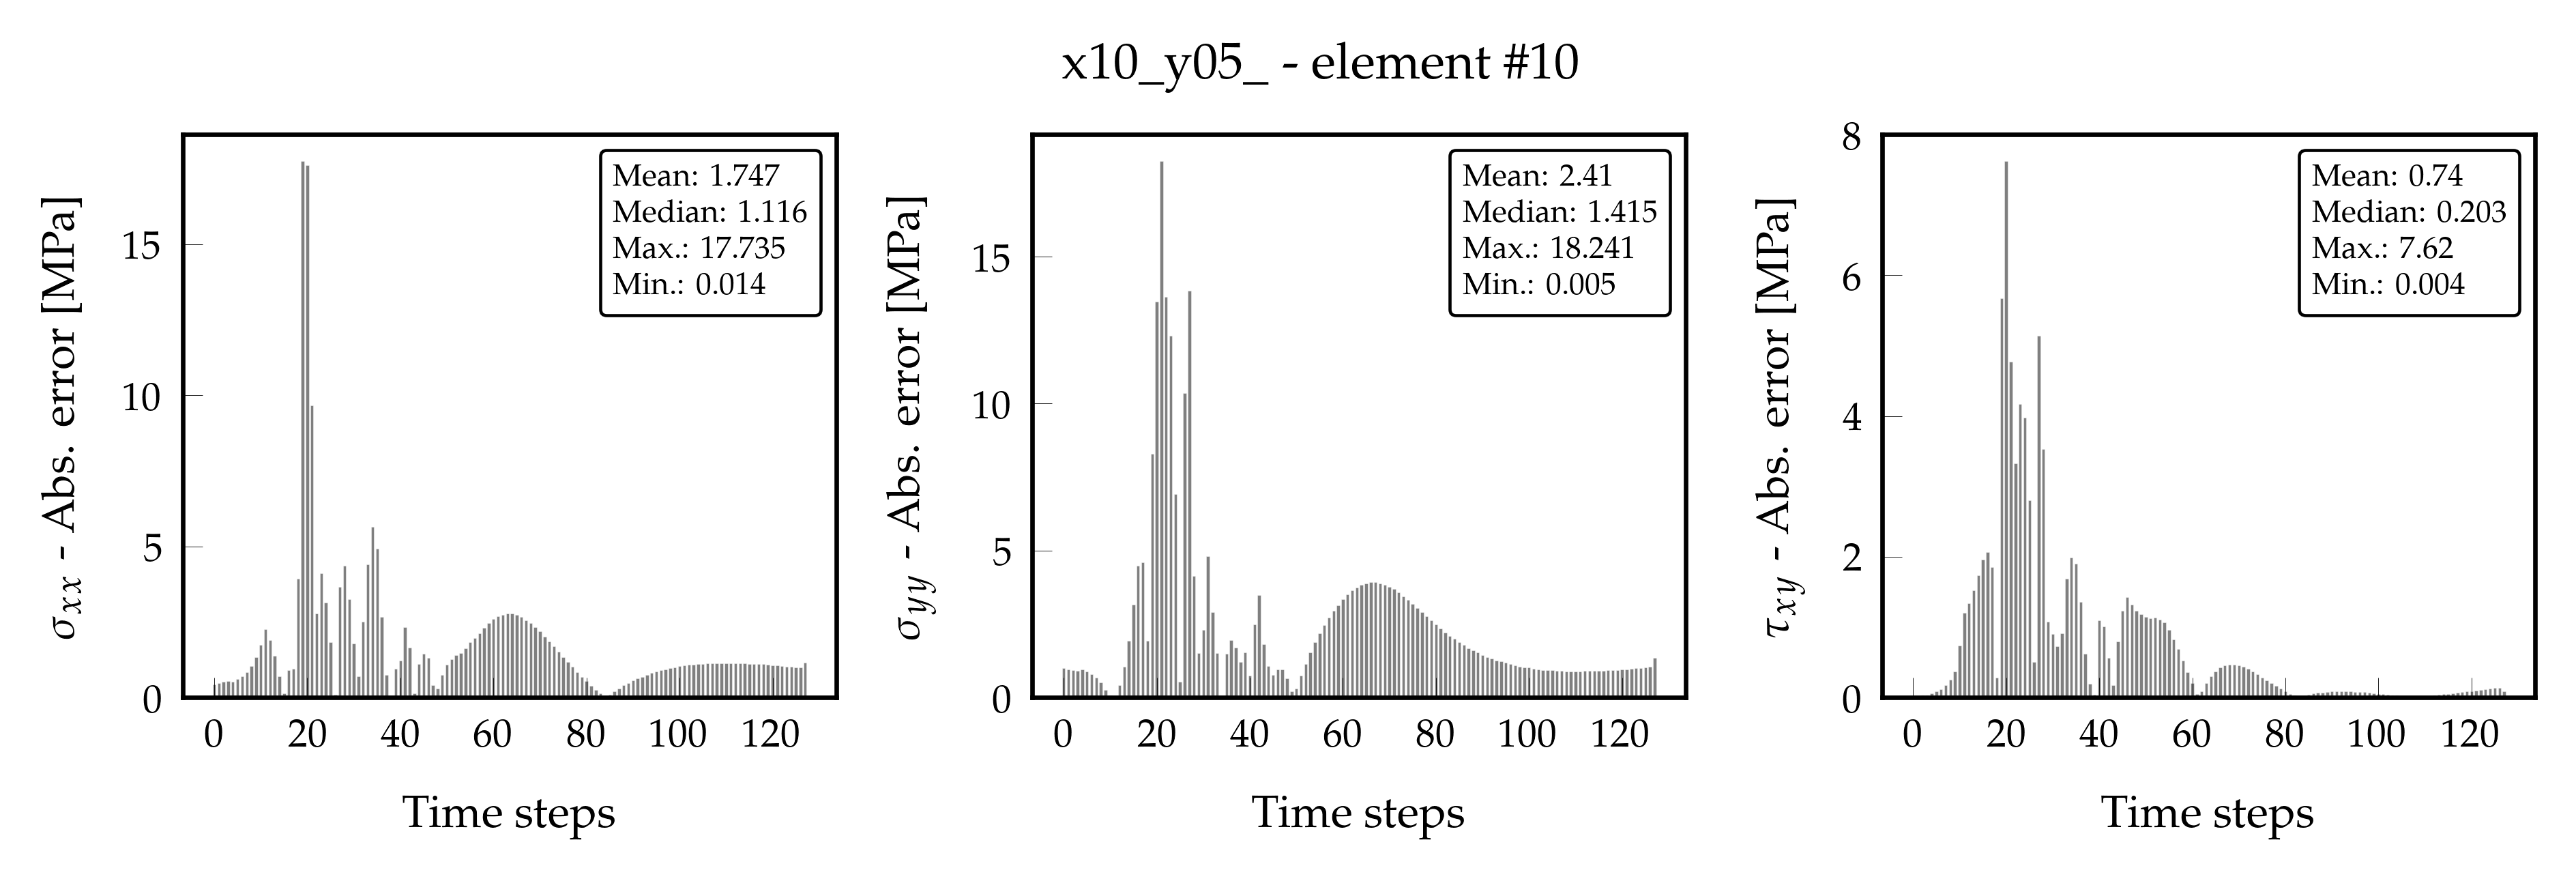 x10_y05_ - element #10
σxx - Abs. error [MPa]
15
10
5
0
Mean: 1.747
Median: 1.116
Max.: 17.735
Min.: 0.014
0 20 40 60 80 100 120
Time steps
σyy - Abs. error [MPa]
15
10
5
0
Mean: 2.41
Median: 1.415
Max.: 18.241
Min.: 0.005
0 20 40 60 80 100 120
Time steps
τxy - Abs. error [MPa]
8
6
4
2
0
Mean: 0.74
Median: 0.203
Max.: 7.62
Min.: 0.004
0 20 40 60 80 100 120
Time steps